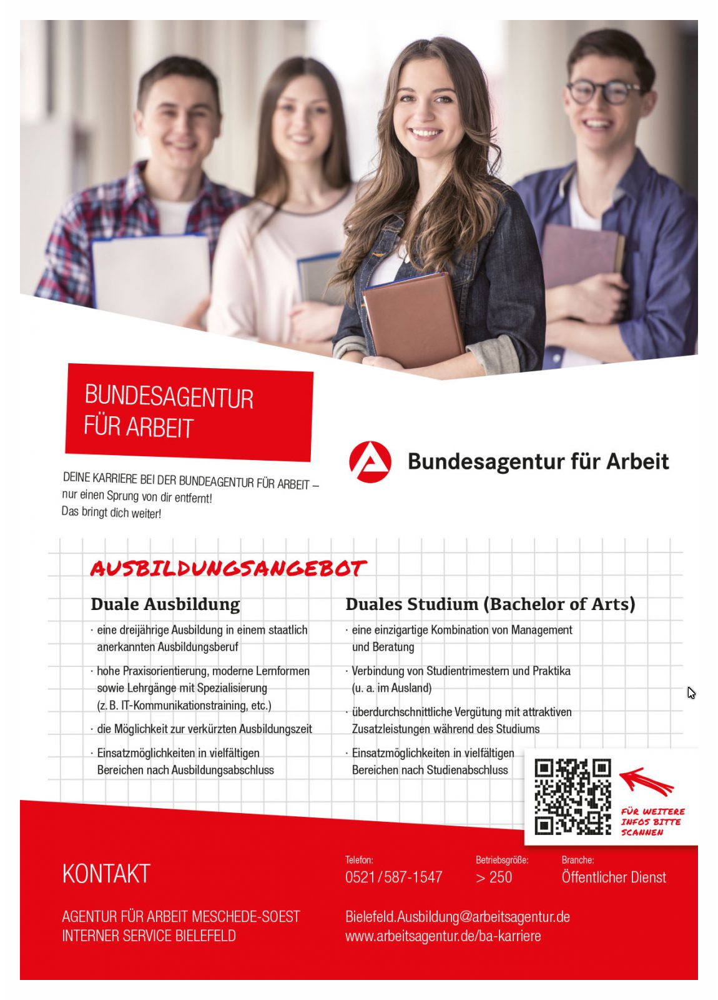 BUNDESAGENTUR
FÜR ARBEIT
Bundesagentur für Arbeit
DEINE KARRIERE BEI DER BUNDEAGENTUR FÜR ARBEIT –
nur einen Sprung von dir entfernt!
Das bringt dich weiter!
AUSBILDUNGSANGEBOT
Duale Ausbildung
· eine dreijährige Ausbildung in einem staatlich
anerkannten Ausbildungsberuf
· hohe Praxisorientierung, moderne Lernformen
sowie Lehrgänge mit Spezialisierung
(z. B. IT-Kommunikationstraining, etc.)
· die Möglichkeit zur verkürzten Ausbildungszeit
· Einsatzmöglichkeiten in vielfältigen
Bereichen nach Ausbildungsabschluss
Duales Studium (Bachelor of Arts)
· eine einzigartige Kombination von Management
und Beratung
· Verbindung von Studientrimestern und Praktika
(u. a. im Ausland)
· überdurchschnittliche Vergütung mit attraktiven
Zusatzleistungen während des Studiums
· Einsatzmöglichkeiten in vielfältigen
Bereichen nach Studienabschluss
FÜR WEITERE
INFOS BITTE
SCANNEN
KONTAKT
AGENTUR FÜR ARBEIT MESCHEDE-SOEST
INTERNER SERVICE BIELEFELD
Telefon:
0521 / 587-1547
Betriebsgröße:
> 250
Branche:
Öffentlicher Dienst
Bielefeld.Ausbildung@arbeitsagentur.de
www.arbeitsagentur.de/ba-karriere